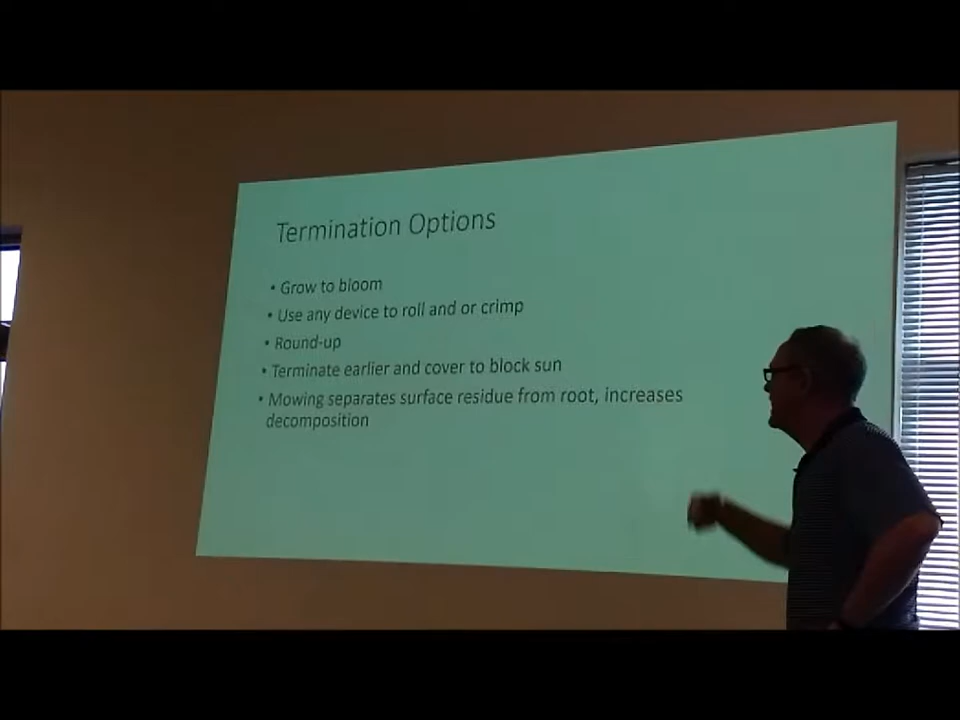 Termination Options
• Grow to bloom
• Use any device to roll and or crimp
• Round-up
• Terminate earlier and cover to block sun
• Mowing separates surface residue from root, increases
decomposition